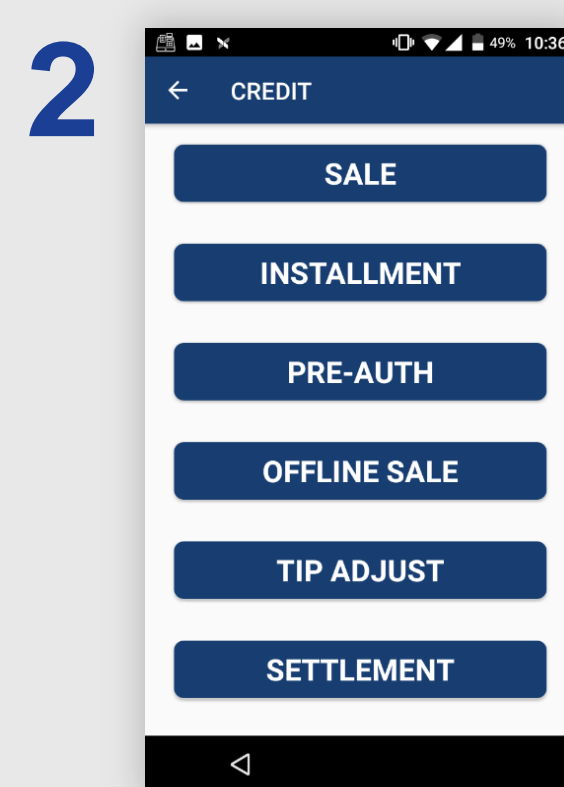 2
49% 10:36
CREDIT
SALE
INSTALLMENT
PRE-AUTH
OFFLINE SALE
TIP ADJUST
SETTLEMENT